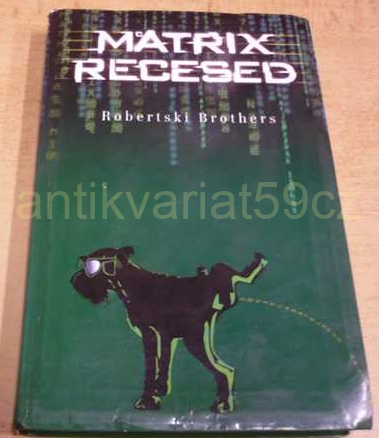 MATRIX
RECESED
Robertski Brothers
antikvariat59cz